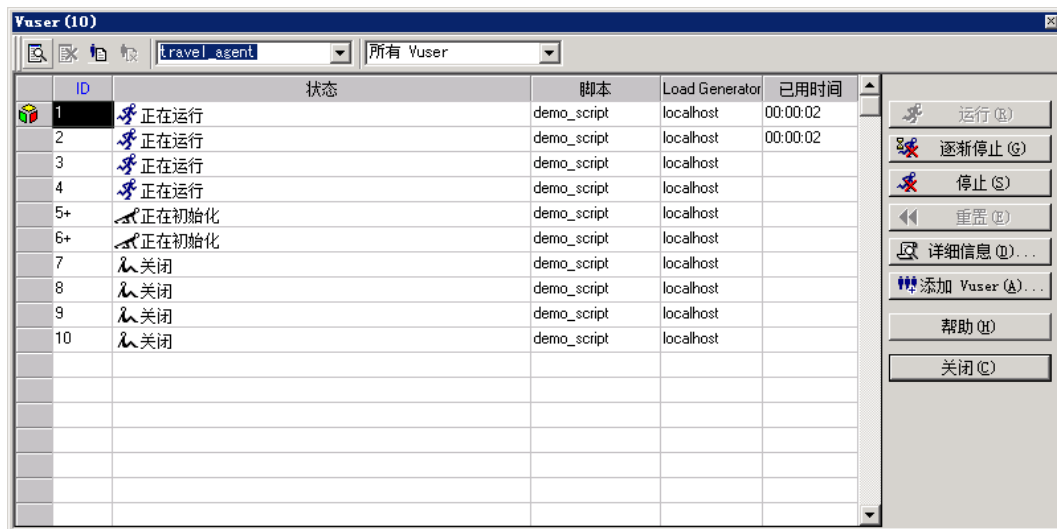 Vuser (10)
travel_agent 所有 Vuser
ID 状态 脚本 Load Generator 已用时间
1 正在运行 demo_script localhost 00:00:02
2 正在运行 demo_script localhost 00:00:02
3 正在运行 demo_script localhost
4 正在运行 demo_script localhost
5+ 正在初始化 demo_script localhost
6+ 正在初始化 demo_script localhost
7 关闭 demo_script localhost
8 关闭 demo_script localhost
9 关闭 demo_script localhost
10 关闭 demo_script localhost
运行(R)
逐渐停止(G)
停止(S)
重置(E)
详细信息(D)...
添加 Vuser(A)...
帮助(H)
关闭(C)